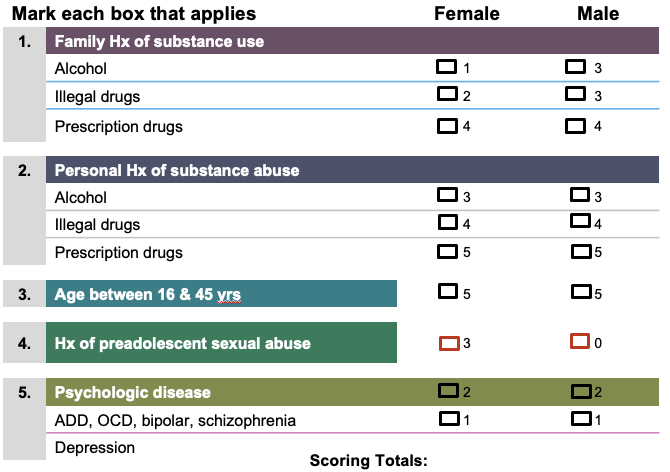 Mark each box that applies Female Male
1. Family Hx of substance use
Alcohol 1 3
Illegal drugs 2 3
Prescription drugs 4 4
2. Personal Hx of substance abuse
Alcohol 3 3
Illegal drugs 4 4
Prescription drugs 5 5
3. Age between 16 & 45 yrs 5 5
4. Hx of preadolescent sexual abuse 3 0
5. Psychologic disease 2 2
ADD, OCD, bipolar, schizophrenia 1 1
Depression
Scoring Totals: